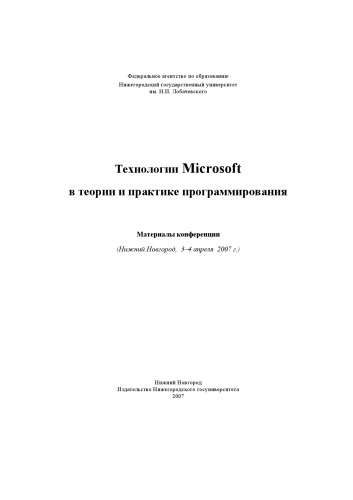 Федеральное агентство по образованию
Нижегородский государственный университет
им. Н.И. Лобачевского
Технологии Microsoft
в теории и практике программирования
Материалы конференции
(Нижний Новгород, 3–4 апреля 2007 г.)
Нижний Новгород
Издательство Нижегородского госуниверситета
2007